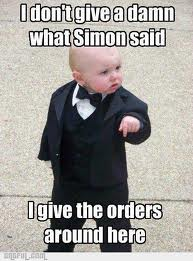 I don't give a damn
what Simon said
I give the orders
around here